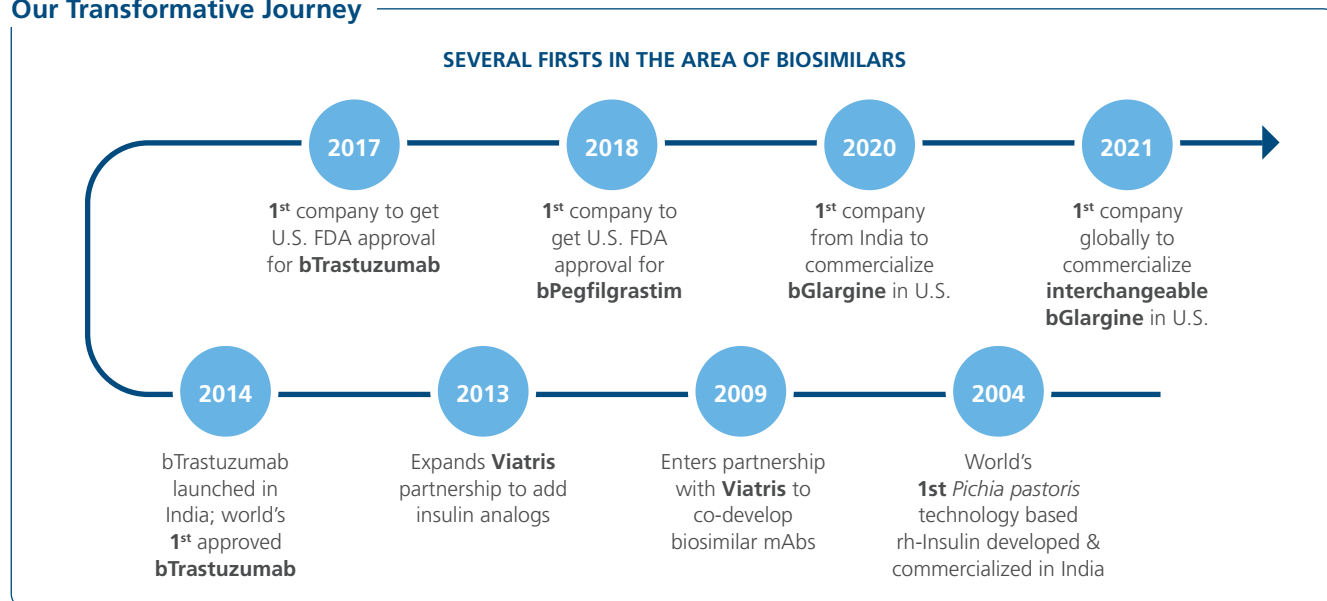 Our Transformative Journey
SEVERAL FIRSTS IN THE AREA OF BIOSIMILARS
2017
1st company to get
U.S. FDA approval
for bTrastuzumab
2018
1st company to
get U.S. FDA
approval for
bPegfilgrastim
2020
1st company
from India to
commercialize
bGlargine in U.S.
2021
1st company
globally to
commercialize
interchangeable
bGlargine in U.S.
2014
bTrastuzumab
launched in
India; world’s
1st approved
bTrastuzumab
2013
Expands Viatris
partnership to add
insulin analogs
2009
Enters partnership
with Viatris to
co-develop
biosimilar mAbs
2004
World’s
1st Pichia pastoris
technology based
rh-Insulin developed &
commercialized in India